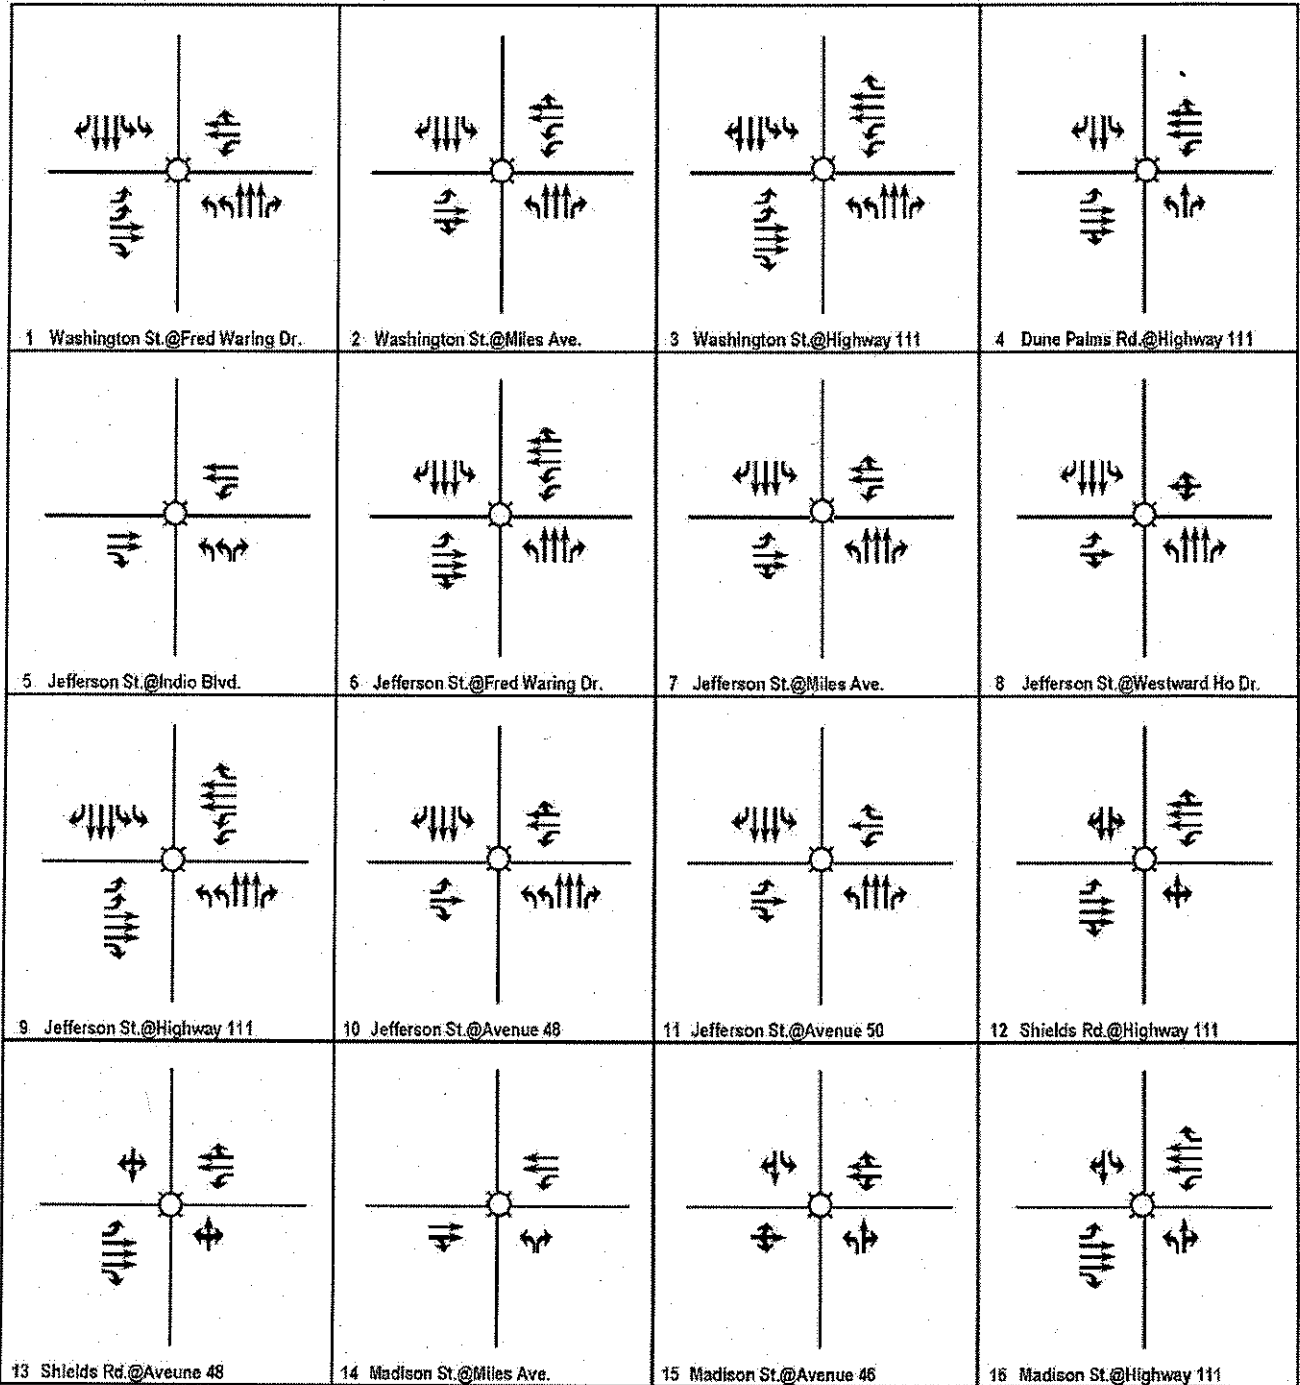 1 Washington St.@Fred Waring Dr.
2 Washington St.@Miles Ave.
3 Washington St.@Highway 111
4 Dune Palms Rd.@Highway 111
5 Jefferson St.@Indio Blvd.
6 Jefferson St.@Fred Waring Dr.
7 Jefferson St.@Miles Ave.
8 Jefferson St.@Westward Ho Dr.
9 Jefferson St.@Highway 111
10 Jefferson St.@Avenue 48
11 Jefferson St.@Avenue 50
12 Shields Rd.@Highway 111
13 Shields Rd.@Aveune 48
14 Madison St.@Miles Ave.
15 Madison St.@Avenue 46
16 Madison St.@Highway 111